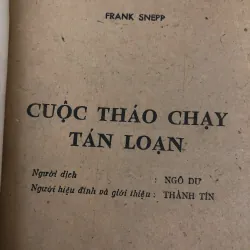 FRANK SNEPP
CUỘC THÁO CHẠY
TÁN LOẠN
Người dịch : NGÔ DƯ
Người hiệu đính và giới thiệu : THÀNH TÍN